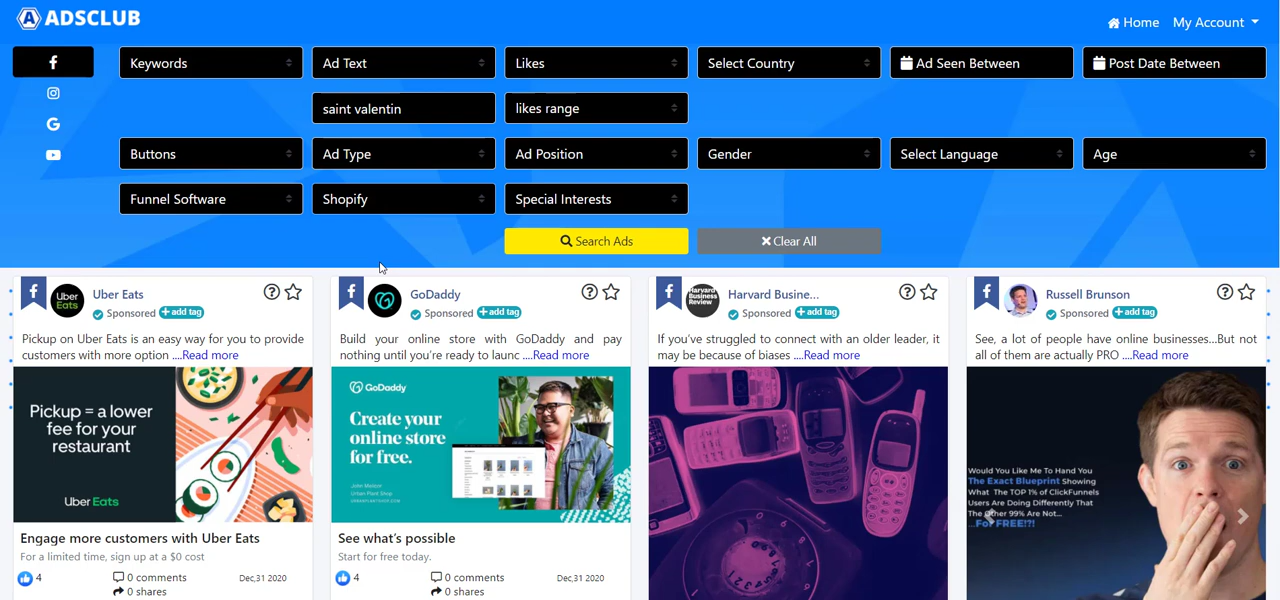 ADSCLUB
Home My Account
Keywords Ad Text Likes Select Country Ad Seen Between Post Date Between
saint valentin likes range
Buttons Ad Type Ad Position Gender Select Language Age
Funnel Software Shopify Special Interests
Search Ads Clear All
Uber Eats
Sponsored add tag
Pickup on Uber Eats is an easy way for you to provide
customers with more option ....Read more
Uber
Eats
Pickup = a lower
fee for your
restaurant
Uber Eats
Engage more customers with Uber Eats
For a limited time, sign up at a $0 cost
4
0 comments
0 shares
Dec,31 2020
GoDaddy
Sponsored add tag
Build your online store with GoDaddy and pay
nothing until you're ready to launc ....Read more
GoDaddy
Create your
online store
for free.
Start for free today.
See what's possible
4
0 comments
0 shares
Dec,31 2020
Harvard Busine...
Sponsored add tag
If you've struggled to connect with an older leader, it
may be because of biases ....Read more
Harvard
Business
Review
Russell Brunson
Sponsored add tag
See, a lot of people have online businesses...But not
all of them are actually PRO ....Read more
Would You Like Me To Hand You
The Exact Blueprint Showing
What The TOP 1% of ClickFunnels
Users Are Doing Differently That
The Other 99% Are Not...
...For FREE!?!